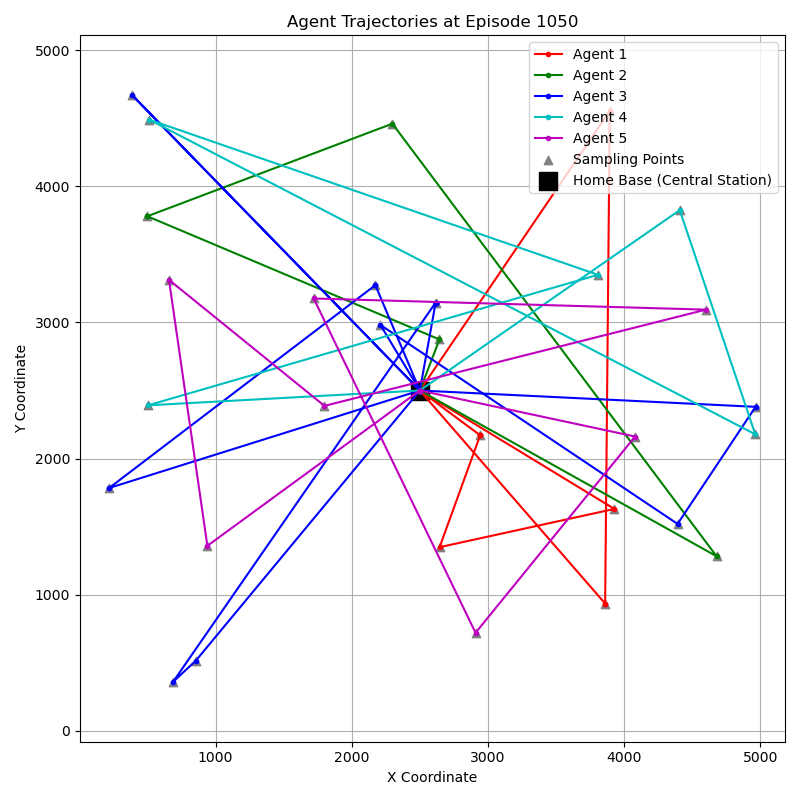 Agent Trajectories at Episode 1050
Agent 1
Agent 2
Agent 3
Agent 4
Agent 5
Sampling Points
Home Base (Central Station)
Y Coordinate
5000
4000
3000
2000
1000
0
1000
2000
3000
4000
5000
X Coordinate